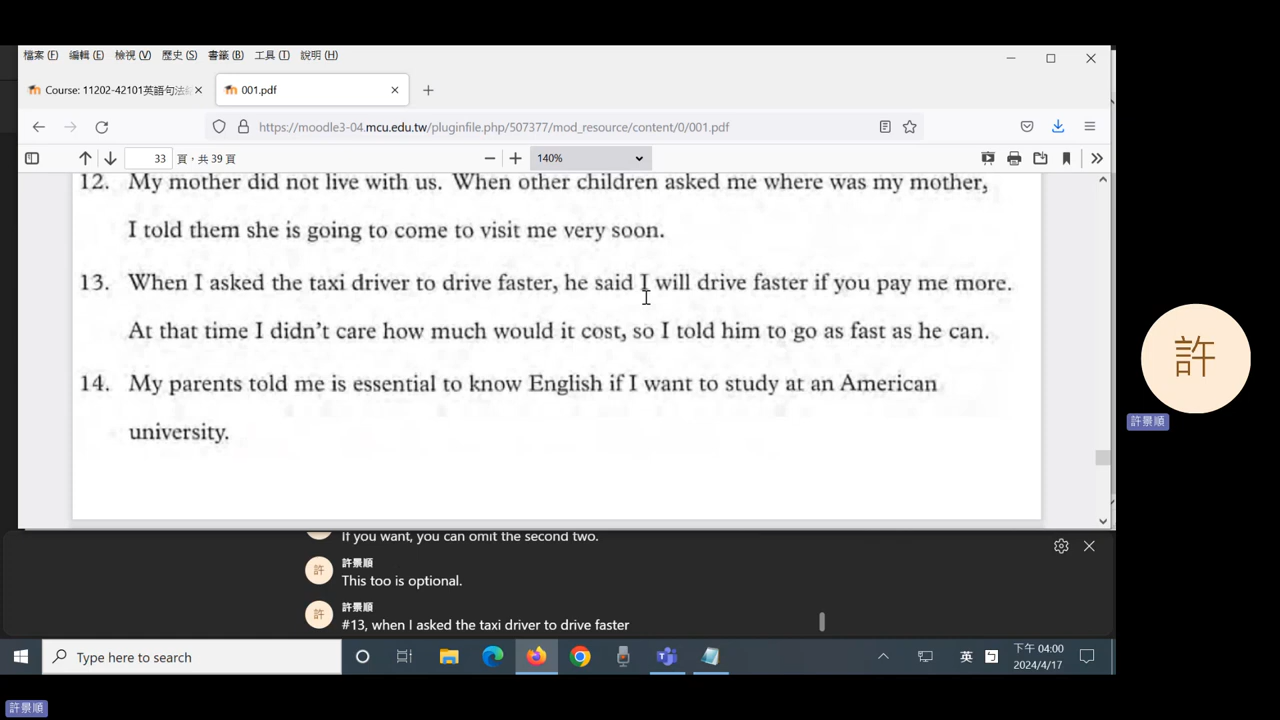 檔案 (F) 編輯 (E) 檢視 (V) 歷史 (S) 書籤 (B) 工具 (T) 說明 (H)
Course: 11202-42101英語句法
001.pdf
https://moodle3-04.mcu.edu.tw/pluginfile.php/507377/mod_resource/content/0/001.pdf
33 頁，共 39 頁
140%
12. My mother did not live with us. When other children asked me where was my mother,
I told them she is going to come to visit me very soon.
13. When I asked the taxi driver to drive faster, he said I will drive faster if you pay me more.
At that time I didn't care how much would it cost, so I told him to go as fast as he can.
14. My parents told me is essential to know English if I want to study at an American
university.
許
許景順
If you want, you can omit the second two.
許
許景順
This too is optional.
許
許景順
#13, when I asked the taxi driver to drive faster
Type here to search
英
下午 04:00
2024/4/17
許景順